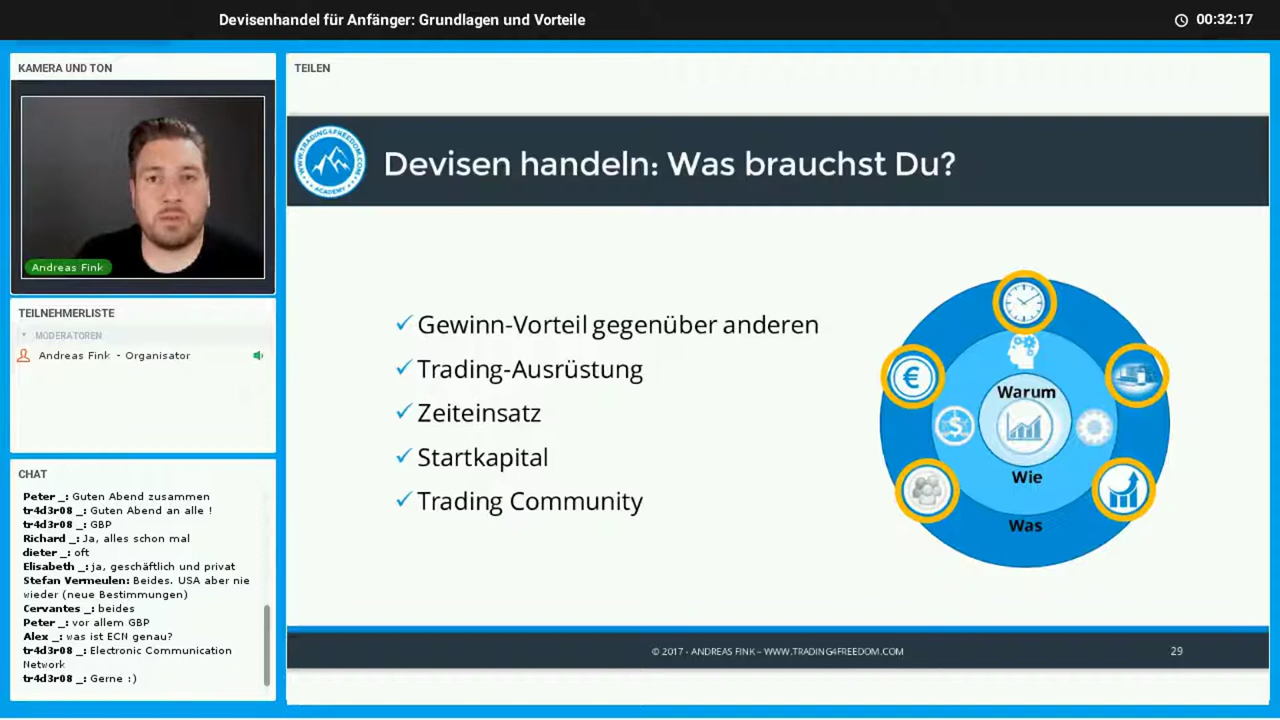 Devisenhandel für Anfänger: Grundlagen und Vorteile
00:32:17
KAMERA UND TON
Andreas Fink
TEILNEHMERLISTE
MODERATOREN
Andreas Fink - Organisator
CHAT
Peter _: Guten Abend zusammen
tr4d3r08 _: Guten Abend an alle !
tr4d3r08 _: GBP
Richard _: Ja, alles schon mal
dieter _: oft
Elisabeth _: ja, geschäftlich und privat
Stefan Vermeulen: Beides. USA aber nie
wieder (neue Bestimmungen)
Cervantes _: beides
Peter _: vor allem GBP
Alex _: was ist ECN genau?
tr4d3r08 _: Electronic Communication
Network
tr4d3r08 _: Gerne :)
TEILEN
WWW.TRADING4FREEDOM.COM
ACADEMY
Devisen handeln: Was brauchst Du?
✓ Gewinn-Vorteil gegenüber anderen
✓ Trading-Ausrüstung
✓ Zeiteinsatz
✓ Startkapital
✓ Trading Community
€
Warum
$
Wie
Was
© 2017 - ANDREAS FINK – WWW.TRADING4FREEDOM.COM
29